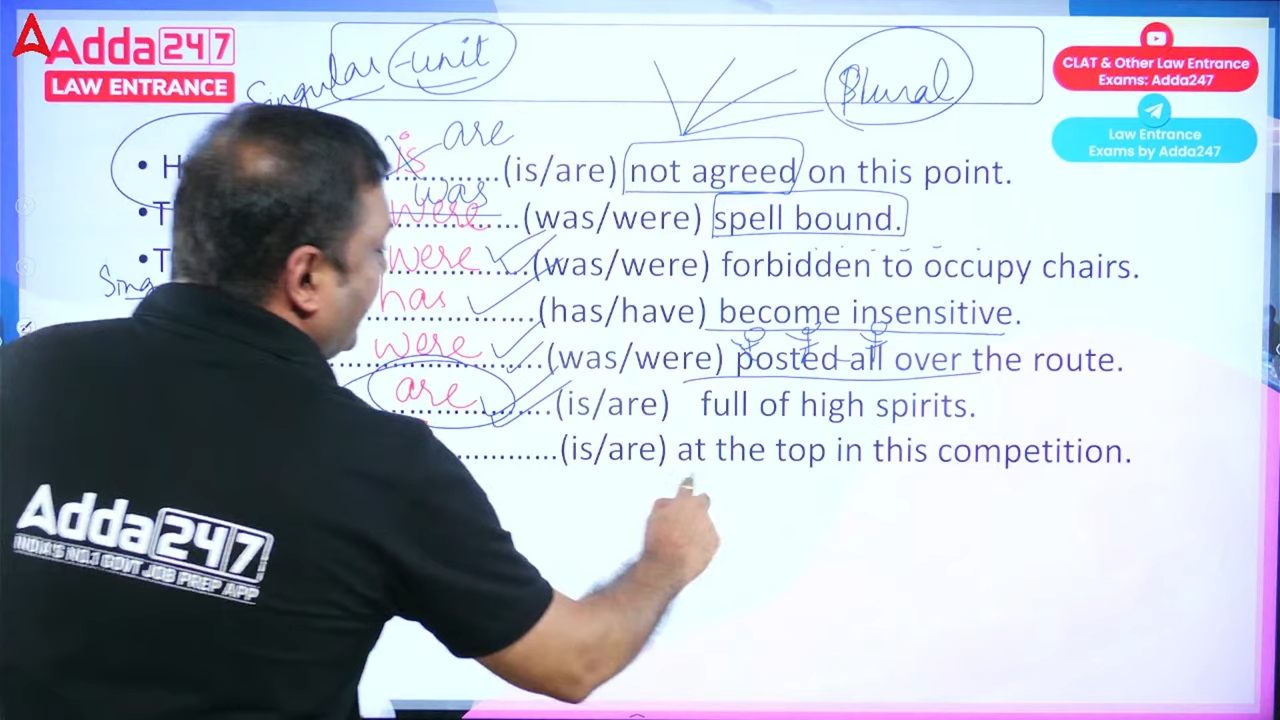 Adda247
LAW ENTRANCE
Singular - unit
Plural
CLAT & Other Law Entrance
Exams: Adda247
Law Entrance
Exams by Adda247
are
• H is ............(is/are) not agreed on this point.
was
• T were ............(was/were) spell bound.
• T were ............(was/were) forbidden to occupy chairs.
Sing
has ............(has/have) become insensitive.
were ............(was/were) posted all over the route.
are ............(is/are) full of high spirits.
............(is/are) at the top in this competition.
Adda247
INDIA'S NO.1 GOVT JOB PREP APP